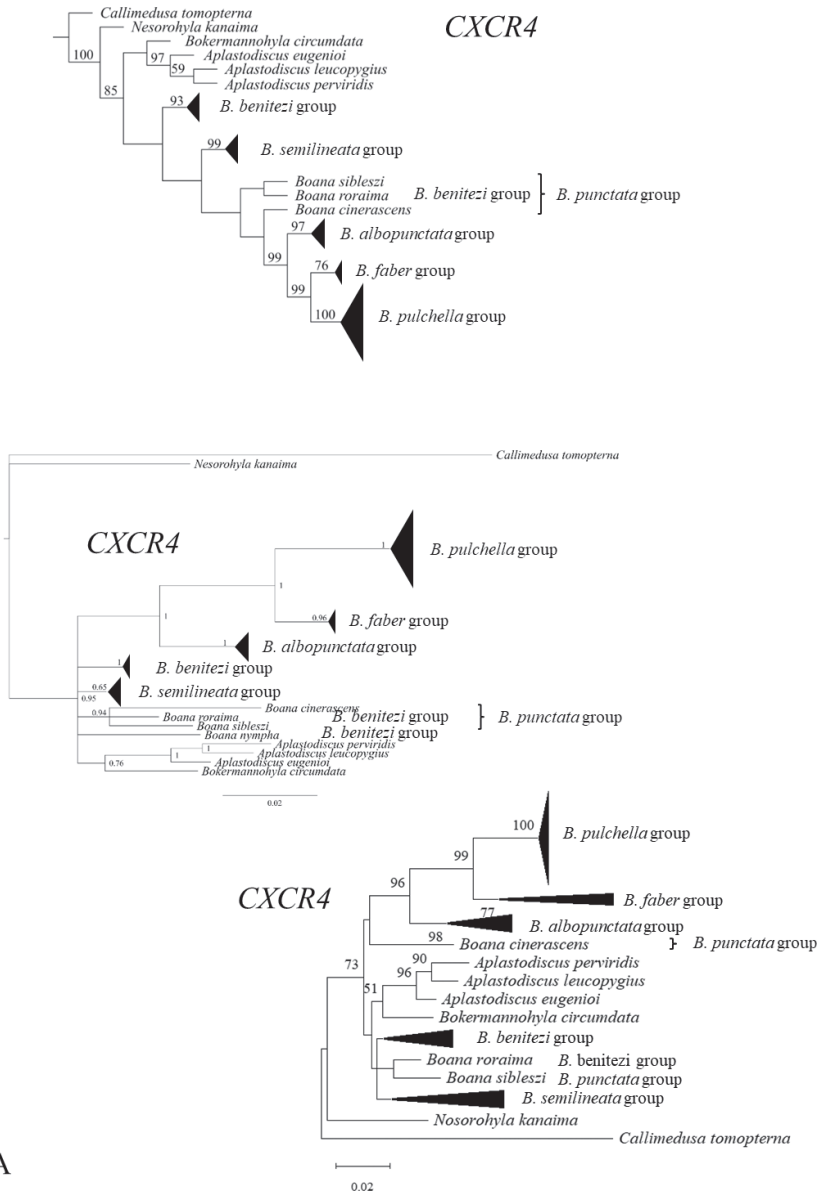 CXCR4
Callimedusa tomopterna
Nesorohyla kanaima
Bokermannohyla circumdata
100
97
Aplastodiscus eugenioi
59
Aplastodiscus leucopygius
85
Aplastodiscus perviridis
93
B. benitezi group
99
B. semilineata group
Boana sibleszi
Boana roraima B. benitezi group } B. punctata group
Boana cinerascens
97
B. albopunctata group
99
76
B. faber group
99
100
B. pulchella group
Callimedusa tomopterna
Nesorohyla kanaima
CXCR4
1
B. pulchella group
1
1
0.96
B. faber group
1
B. albopunctata group
1
B. benitezi group
0.65
B. semilineata group
0.95
Boana cinerascens
0.94
Boana roraima B. benitezi group } B. punctata group
Boana sibleszi
Boana nympha B. benitezi group
Aplastodiscus perviridis
1
Aplastodiscus leucopygius
1
Aplastodiscus eugenioi
0.76
Bokermannohyla circumdata
0.02
100
B. pulchella group
99
CXCR4
96
B. faber group
77
B. albopunctata group
98
Boana cinerascens } B. punctata group
73
90
Aplastodiscus perviridis
96
Aplastodiscus leucopygius
51
Aplastodiscus eugenioi
Bokermannohyla circumdata
B. benitezi group
Boana roraima B. benitezi group
Boana sibleszi B. punctata group
B. semilineata group
Nosorohyla kanaima
Callimedusa tomopterna
A
0.02